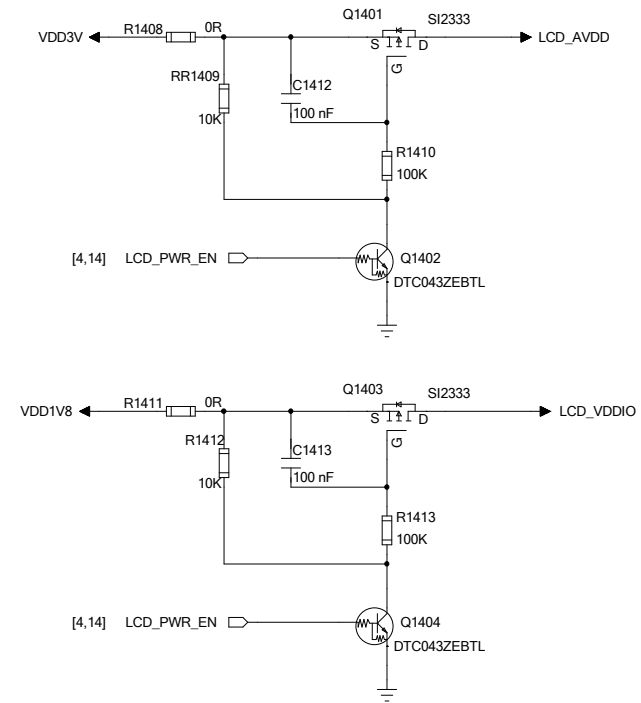 Q1401
SI2333
R1408
0R
VDD3V
S
D
LCD_AVDD
G
RR1409
C1412
10K
100 nF
R1410
100K
[4,14]
LCD_PWR_EN
Q1402
DTC043ZEBTL
Q1403
SI2333
R1411
0R
VDD1V8
S
D
LCD_VDDIO
G
R1412
C1413
10K
100 nF
R1413
100K
[4,14]
LCD_PWR_EN
Q1404
DTC043ZEBTL